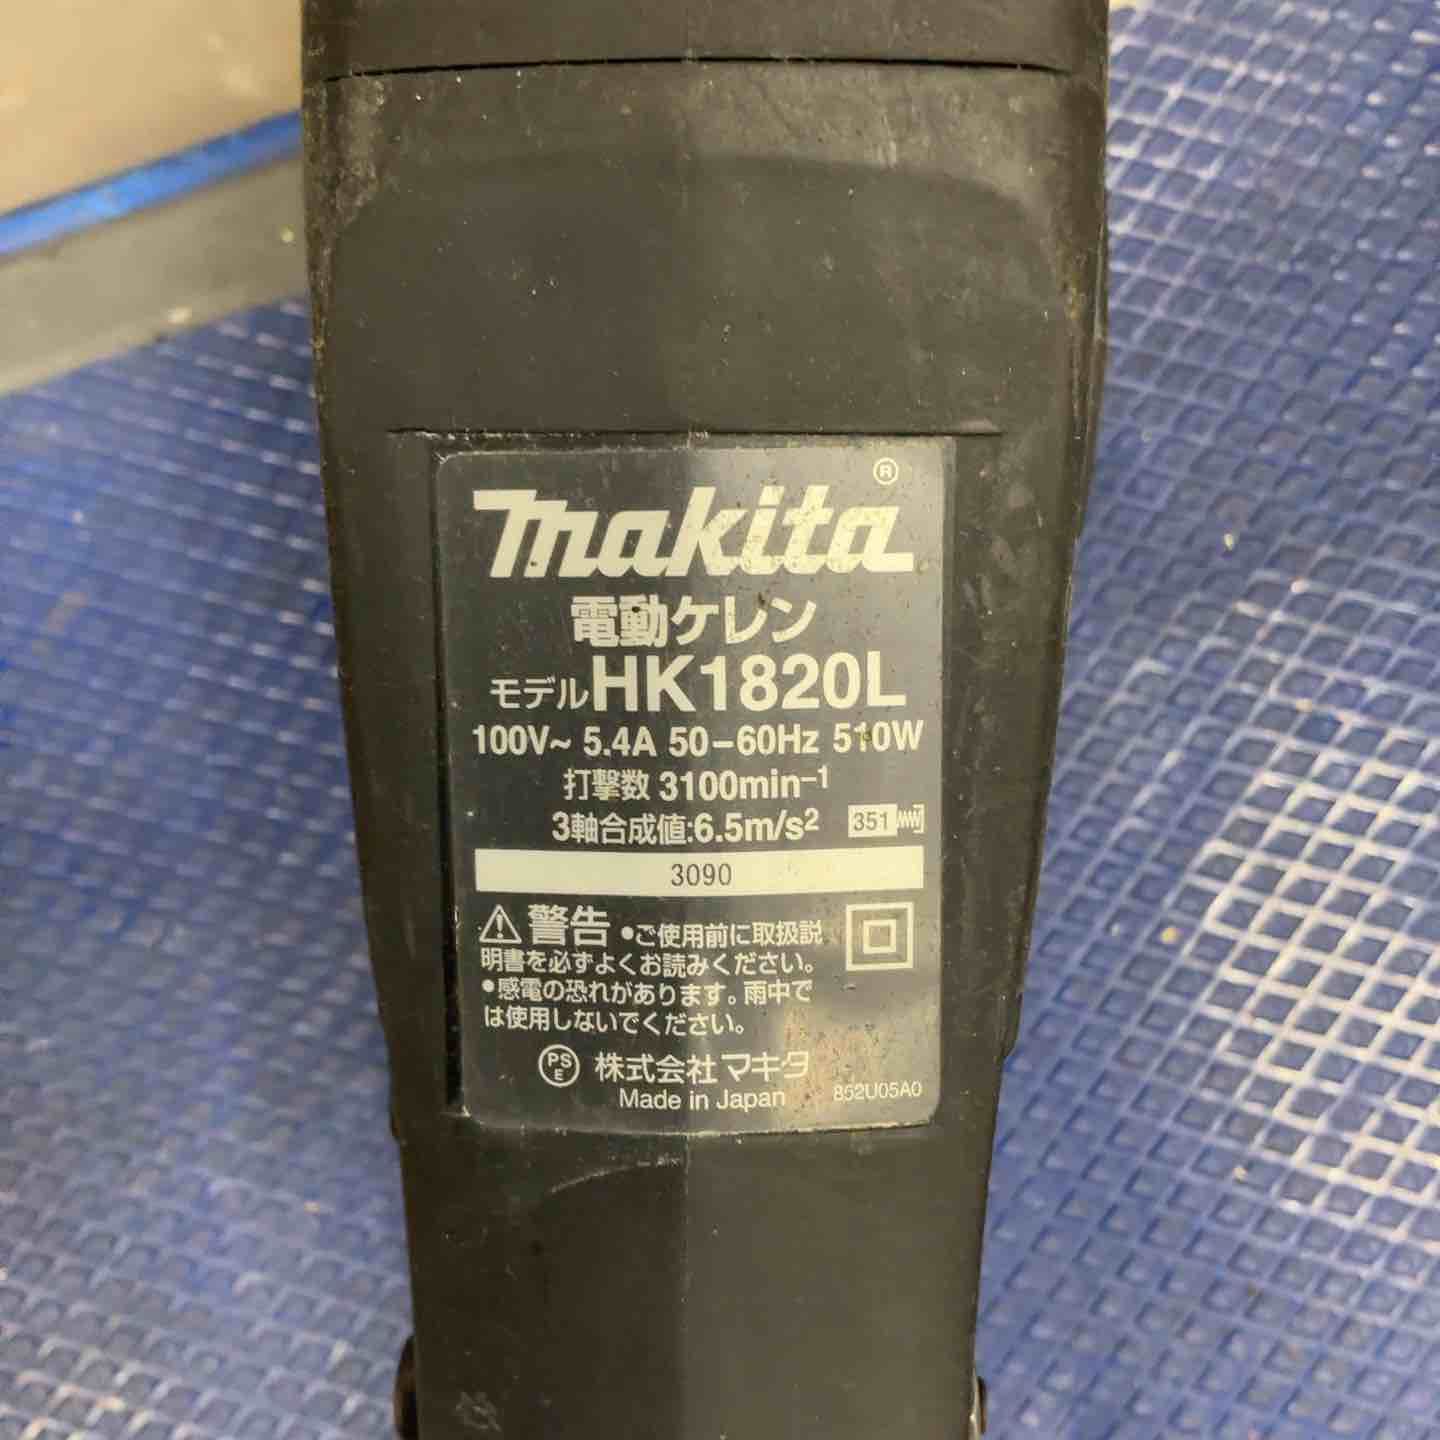 makita®
電動ケレン
モデルHK1820L
100V~ 5.4A 50-60Hz 510W
打撃数 3100min-1
3軸合成値:6.5m/s2 351
3090
警告 •ご使用前に取扱説
明書を必ずよくお読みください。
•感電の恐れがあります。雨中で
は使用しないでください。
PSE 株式会社マキタ
Made in Japan 852U05A0